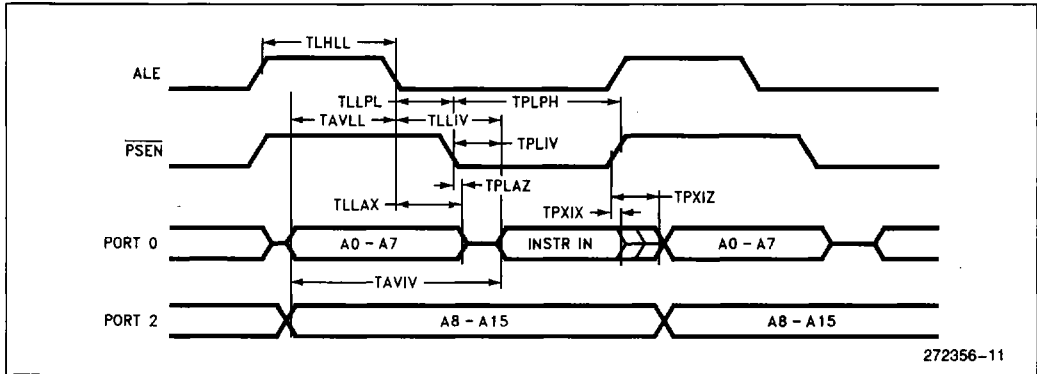 TLHLL
ALE
TLLPL TPLPH
TAVLL TLLIV
PSEN TPLIV
TPLAZ
TLLAX TPXIX TPXIZ
PORT 0 A0 - A7 INSTR IN A0 - A7
TAVIV
PORT 2 A8 - A15 A8 - A15
272356-11